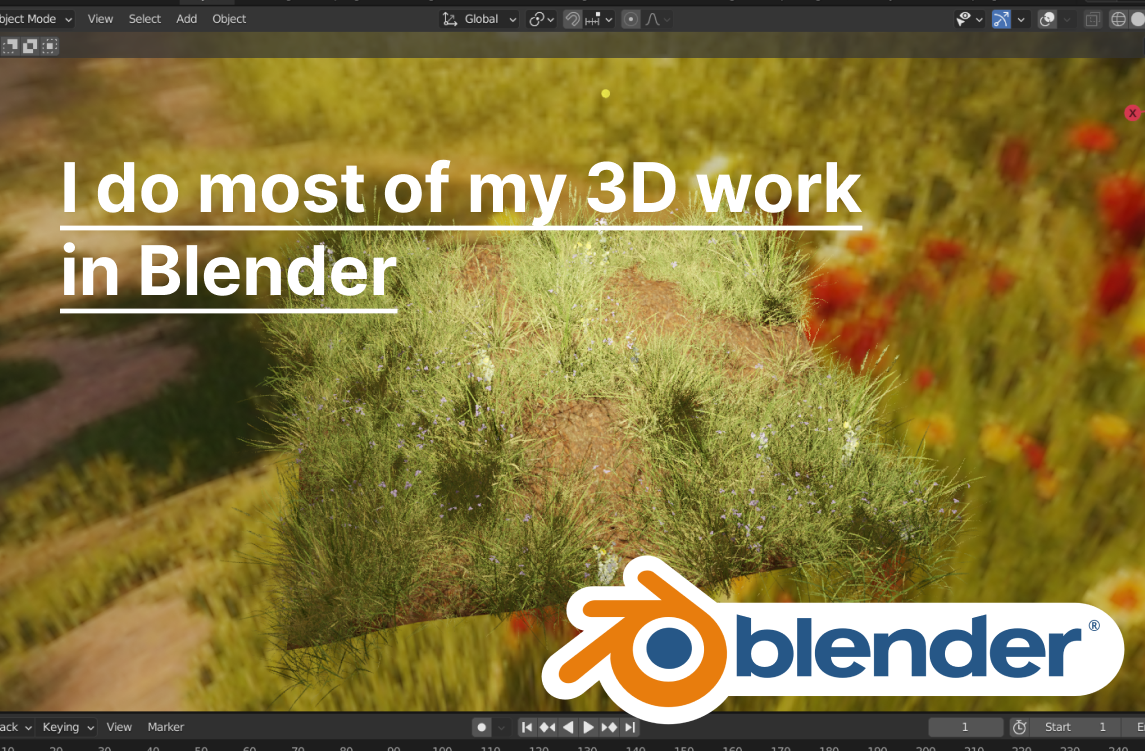 bject Mode View Select Add Object Global
X
I do most of my 3D work
in Blender
blender®
ack Keying View Marker 1 Start 1 E
10 20 30 40 50 60 70 80 90 100 110 120 130 140 150 160 170 180 190 200 210 220 230 240